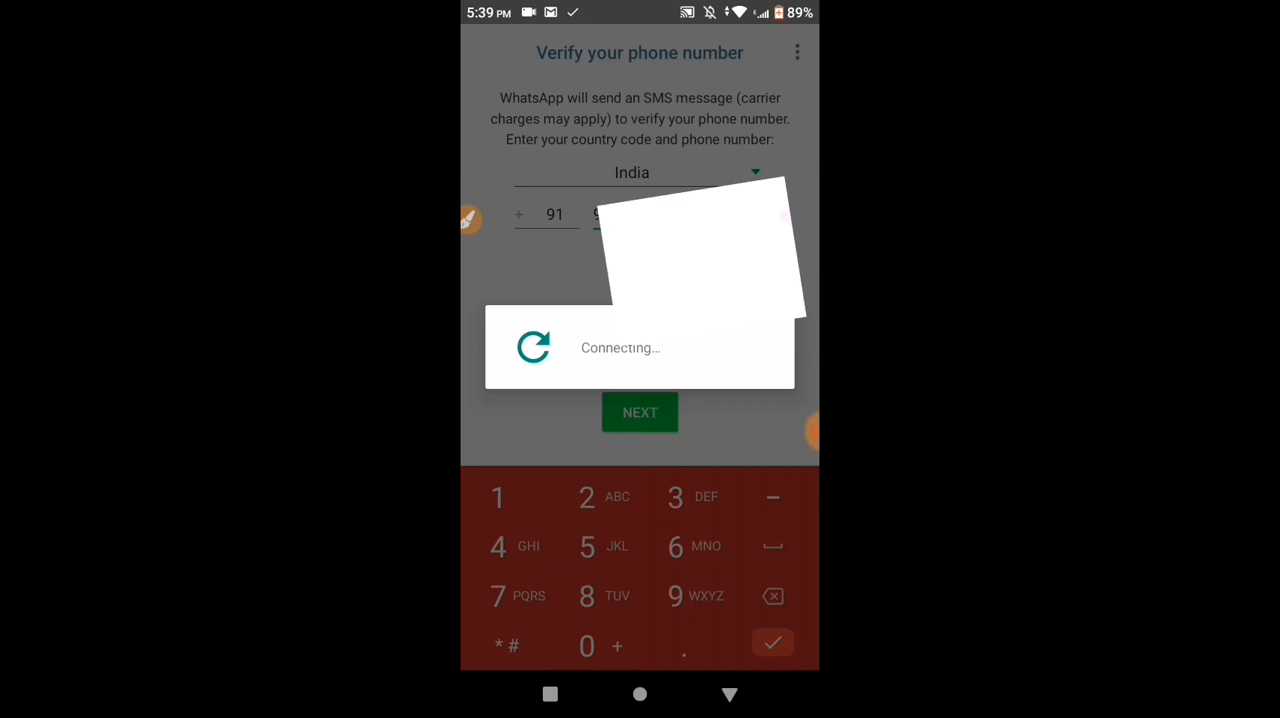 5:39 PM
89%
Verify your phone number
WhatsApp will send an SMS message (carrier
charges may apply) to verify your phone number.
Enter your country code and phone number:
India
+ 91
Connecting...
NEXT
1 2 ABC 3 DEF –
4 GHI 5 JKL 6 MNO
7 PQRS 8 TUV 9 WXYZ
* # 0 + .